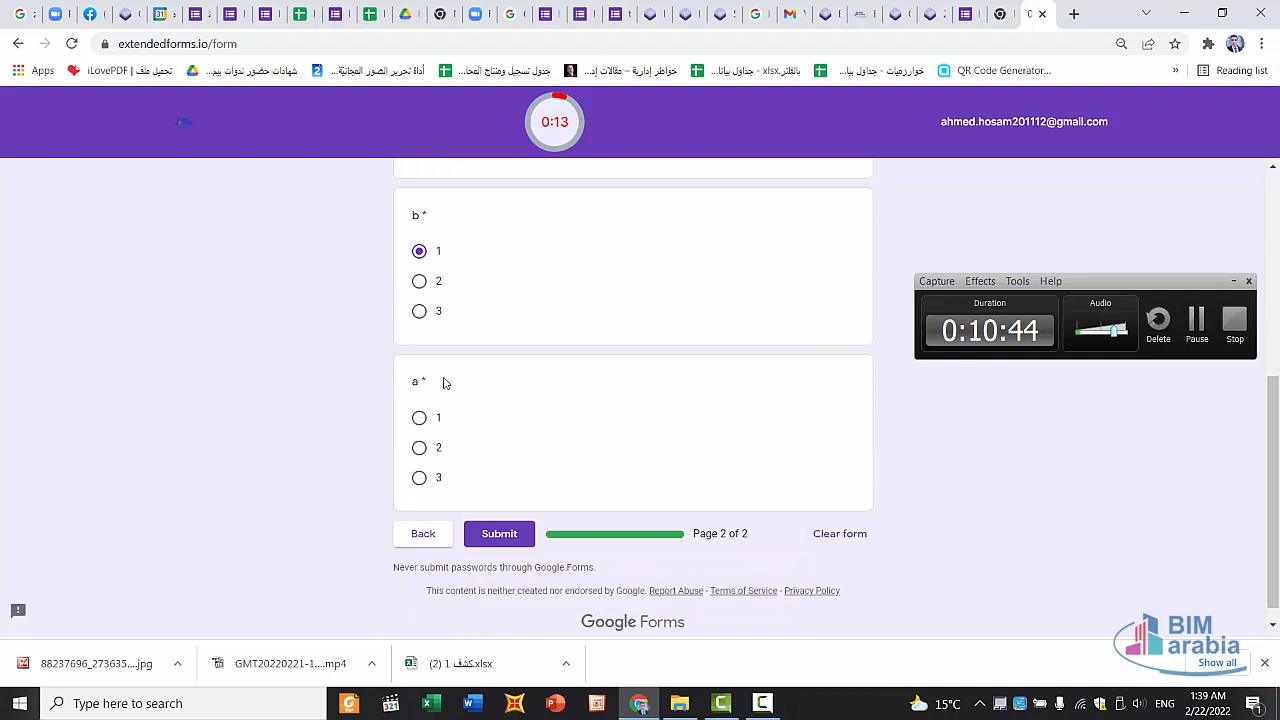 extendedforms.io/form
Apps
iLovePDF | تحميل ملف...
شهادات حضور ندوات بيم...
أداة تحرير الصور المجانيّة...
جدول تسجيل ومنتاج المحا...
خواطر إدارية – مقالات إد...
بالفلتر.xlsx - جداول بيا...
خوارزميات - جداول بيا...
QR Code Generator...
»
Reading list
0:13
ahmed.hosam201112@gmail.com
b *
1
2
3
a *
1
2
3
Back
Submit
Page 2 of 2
Clear form
Never submit passwords through Google Forms.
This content is neither created nor endorsed by Google. Report Abuse - Terms of Service - Privacy Policy
Google Forms
Capture Effects Tools Help
Duration
Audio
0:10:44
Delete
Pause
Stop
BIM
arabia
88237696_273635....jpg
GMT20220221-1....mp4
كشف 1 (2).xlsx
Show all
Type here to search
15°C
ENG
1:39 AM
2/22/2022